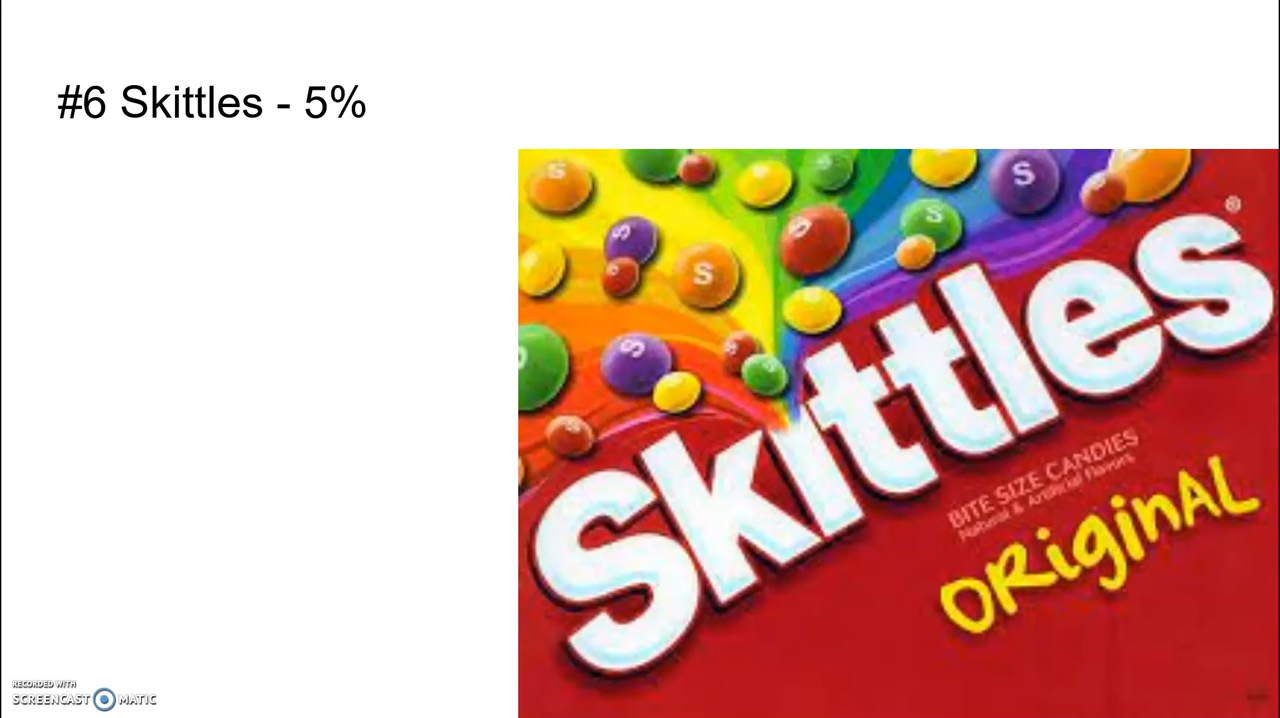 #6 Skittles - 5%
Skittles®
BITE SIZE CANDIES
Natural & Artificial Flavors
ORiginAL
RECORDED WITH
SCREENCAST MATIC